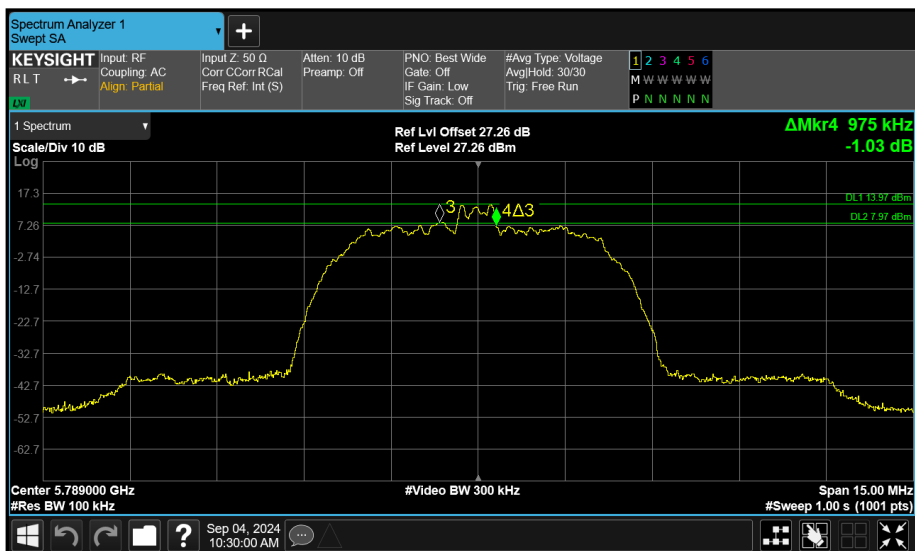 Spectrum Analyzer 1
Swept SA
+
KEYSIGHT
R L T
LXI
Input: RF
Coupling: AC
Align: Partial
Input Z: 50 Ω
Corr CCorr RCal
Freq Ref: Int (S)
Atten: 10 dB
Preamp: Off
PNO: Best Wide
Gate: Off
IF Gain: Low
Sig Track: Off
#Avg Type: Voltage
Avg|Hold: 30/30
Trig: Free Run
1 2 3 4 5 6
M W W W W W
P N N N N N
1 Spectrum
Scale/Div 10 dB
Ref Lvl Offset 27.26 dB
Ref Level 27.26 dBm
ΔMkr4 975 kHz
-1.03 dB
Log
17.3
7.26
-2.74
-12.7
-22.7
-32.7
-42.7
-52.7
-62.7
3
4Δ3
DL1 13.97 dBm
DL2 7.97 dBm
Center 5.789000 GHz
#Res BW 100 kHz
#Video BW 300 kHz
Span 15.00 MHz
#Sweep 1.00 s (1001 pts)
?
Sep 04, 2024
10:30:00 AM